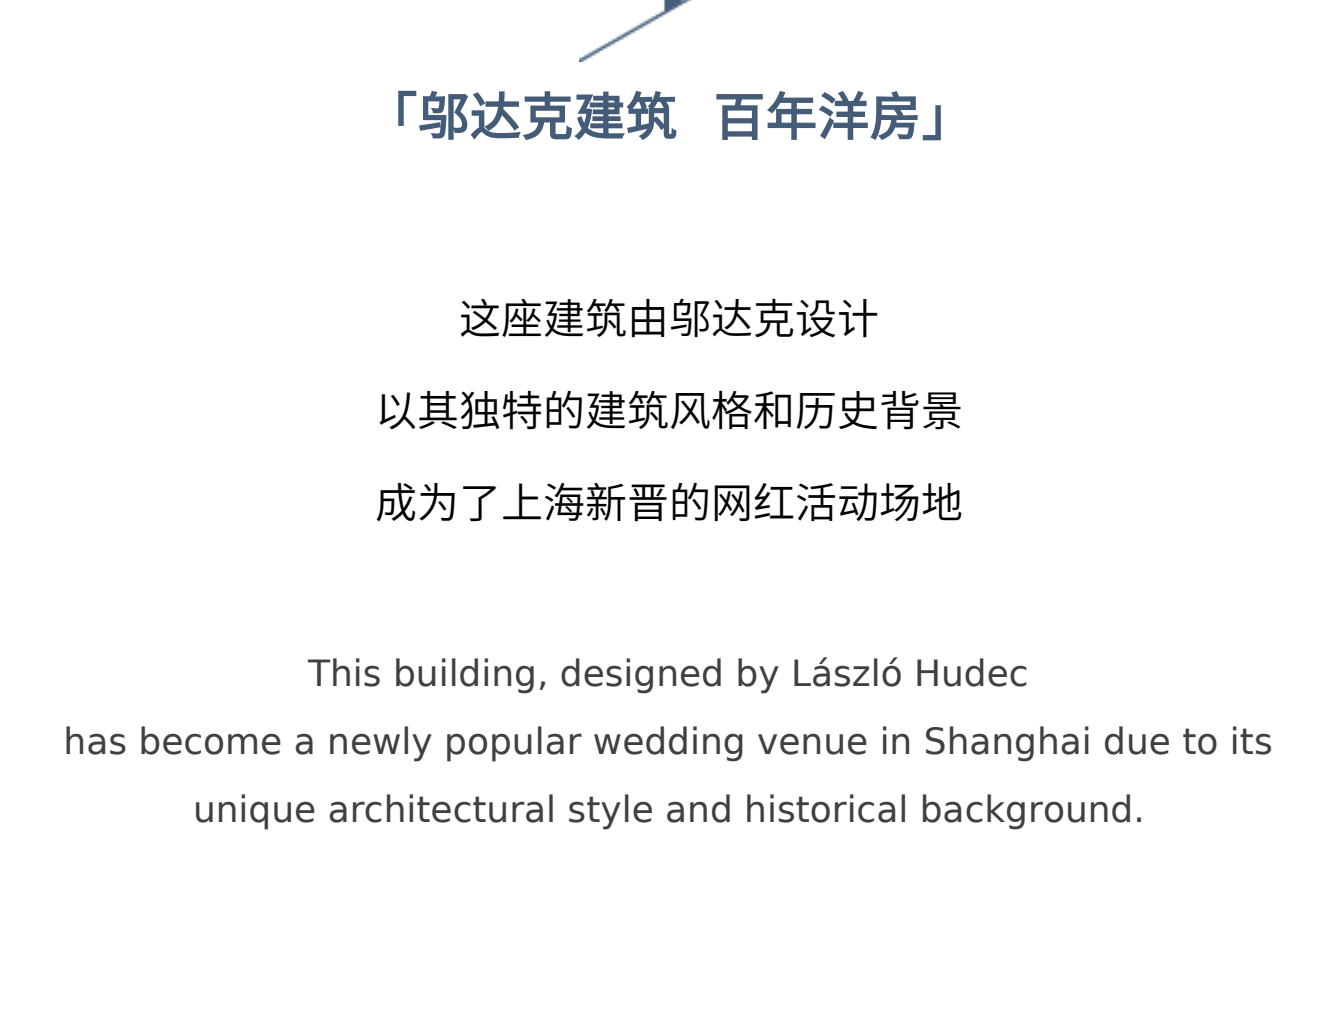 「邬达克建筑 百年洋房」
这座建筑由邬达克设计
以其独特的建筑风格和历史背景
成为了上海新晋的网红活动场地
This building, designed by László Hudec
has become a newly popular wedding venue in Shanghai due to its
unique architectural style and historical background.